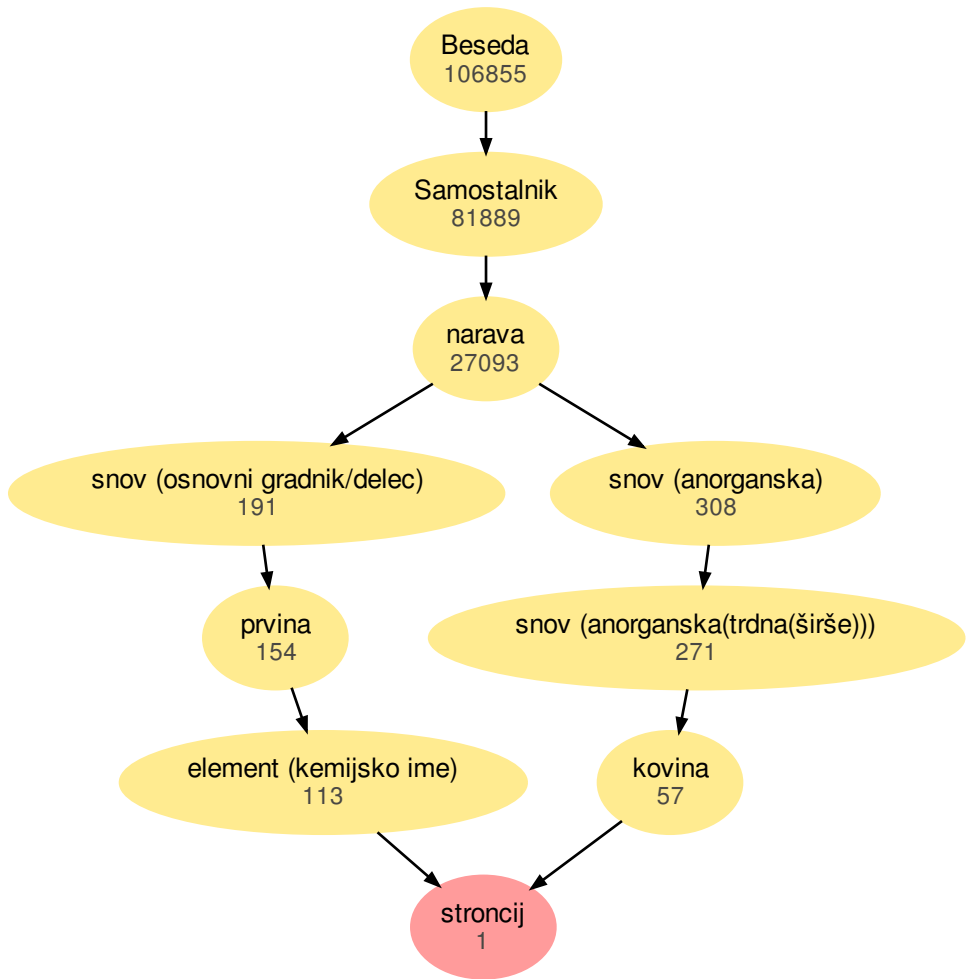 Beseda
106855
Samostalnik
81889
narava
27093
snov (osnovni gradnik/delec)
191
snov (anorganska)
308
prvina
154
snov (anorganska(trdna(širše)))
271
element (kemijsko ime)
113
kovina
57
stroncij
1